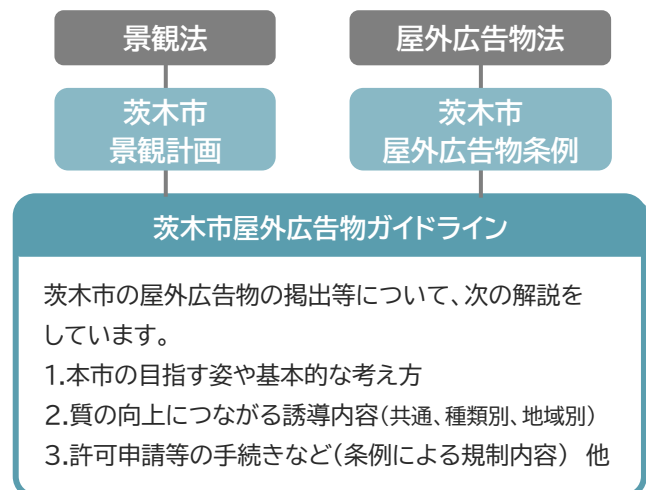 景観法
屋外広告物法
茨木市
景観計画
茨木市
屋外広告物条例
茨木市屋外広告物ガイドライン
茨木市の屋外広告物の掲出等について、次の解説を
しています。
1.本市の目指す姿や基本的な考え方
2.質の向上につながる誘導内容(共通、種類別、地域別)
3.許可申請等の手続きなど(条例による規制内容) 他